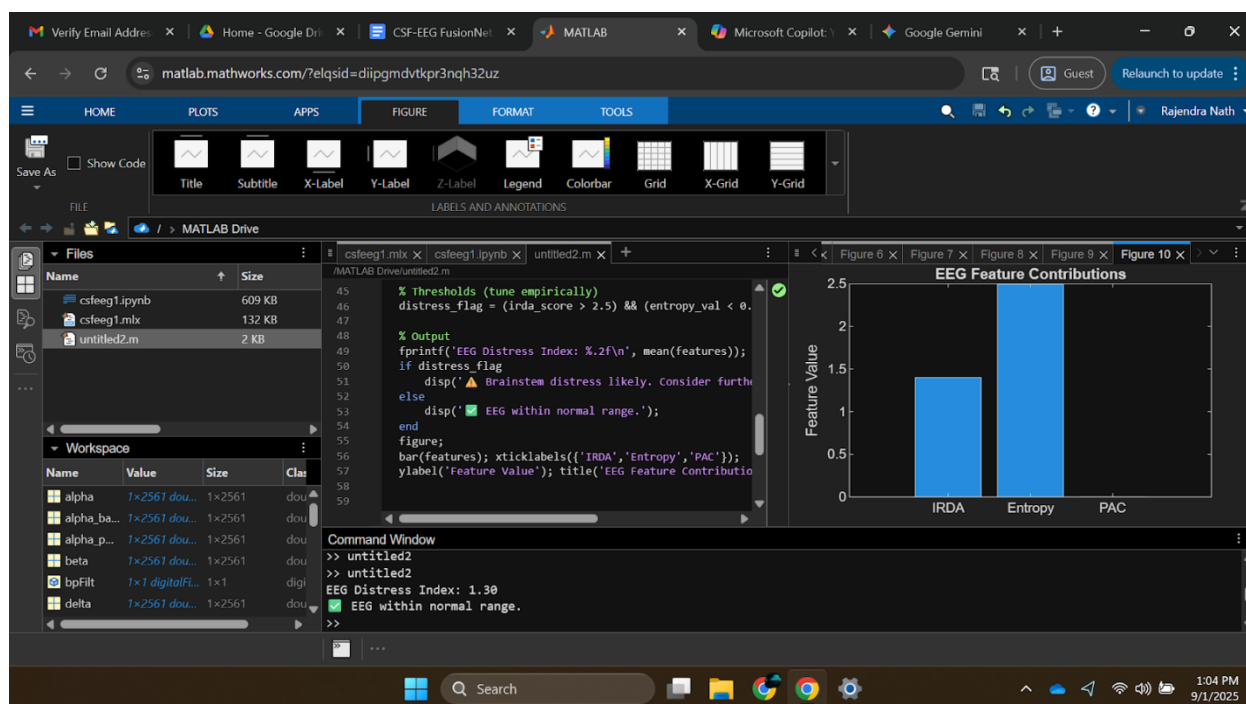 Verify Email Addres
Home - Google Dri
CSF-EEG FusionNet
MATLAB
Microsoft Copilot: Y
Google Gemini
matlab.mathworks.com/?elqsid=diipgmdvtkpr3nqh32uz
Guest
Relaunch to update
HOME PLOTS APPS FIGURE FORMAT TOOLS
Rajendra Nath
Save As
Show Code
Title Subtitle X-Label Y-Label Z-Label Legend Colorbar Grid X-Grid Y-Grid
FILE
LABELS AND ANNOTATIONS
/ > MATLAB Drive
Files
Name Size
csfeeg1.ipynb 609 KB
csfeeg1.mlx 132 KB
untitled2.m 2 KB
Workspace
Name Value Size Clas
alpha 1×2561 dou... 1×2561 dou
alpha_ba... 1×2561 dou... 1×2561 dou
alpha_p... 1×2561 dou... 1×2561 dou
beta 1×2561 dou... 1×2561 dou
bpFilt 1×1 digitalFi... 1×1 digi
delta 1×2561 dou... 1×2561 dou
csfeeg1.mlx csfeeg1.ipynb untitled2.m
/MATLAB Drive/untitled2.m
45 % Thresholds (tune empirically)
46 distress_flag = (irda_score > 2.5) && (entropy_val < 0.
47
48 % Output
49 fprintf('EEG Distress Index: %.2f\n', mean(features));
50 if distress_flag
51 disp('⚠️ Brainstem distress likely. Consider furthe
52 else
53 disp('✅ EEG within normal range.');
54 end
55 figure;
56 bar(features); xticklabels({'IRDA','Entropy','PAC'});
57 ylabel('Feature Value'); title('EEG Feature Contributio
58
59
Figure 6 Figure 7 Figure 8 Figure 9 Figure 10
EEG Feature Contributions
2.5
2
1.5
1
0.5
0
Feature Value
IRDA Entropy PAC
Command Window
>> untitled2
>> untitled2
EEG Distress Index: 1.30
✅ EEG within normal range.
>>
Search
1:04 PM
9/1/2025